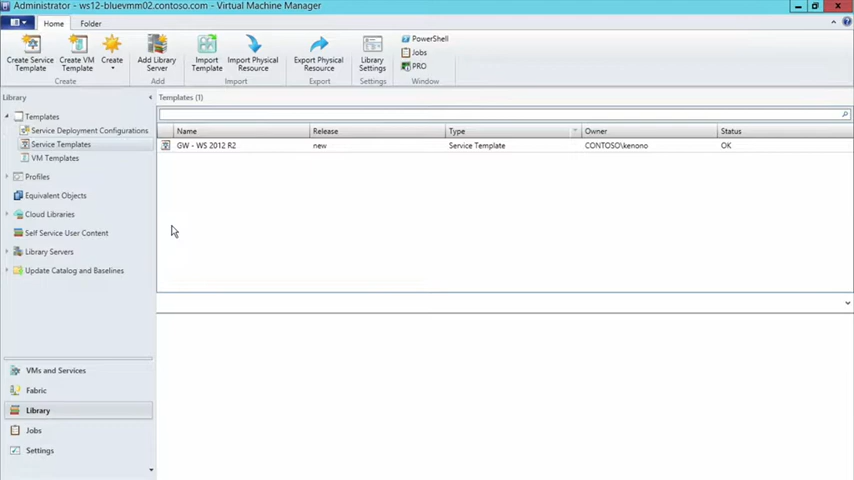 Administrator - ws12-bluevmm02.contoso.com - Virtual Machine Manager
Home Folder
Create Service Template
Create VM Template
Create
Create
Add Library Server
Add
Import Template
Import Physical Resource
Import
Export Physical Resource
Export
Library Settings
Settings
PowerShell
Jobs
PRO
Window
Library
Templates
Service Deployment Configurations
Service Templates
VM Templates
Profiles
Equivalent Objects
Cloud Libraries
Self Service User Content
Library Servers
Update Catalog and Baselines
VMs and Services
Fabric
Library
Jobs
Settings
Templates (1)
Name Release Type Owner Status
GW - WS 2012 R2 new Service Template CONTOSO\kenono OK